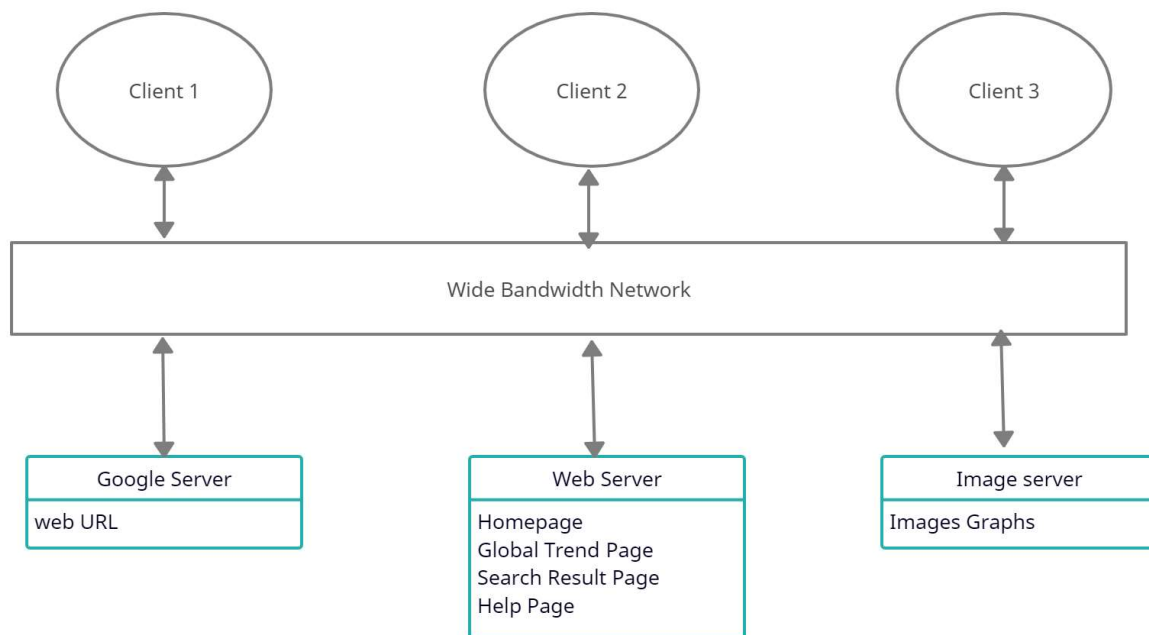 Client 1
Client 2
Client 3
Wide Bandwidth Network
Google Server
web URL
Web Server
Homepage
Global Trend Page
Search Result Page
Help Page
Image server
Images Graphs